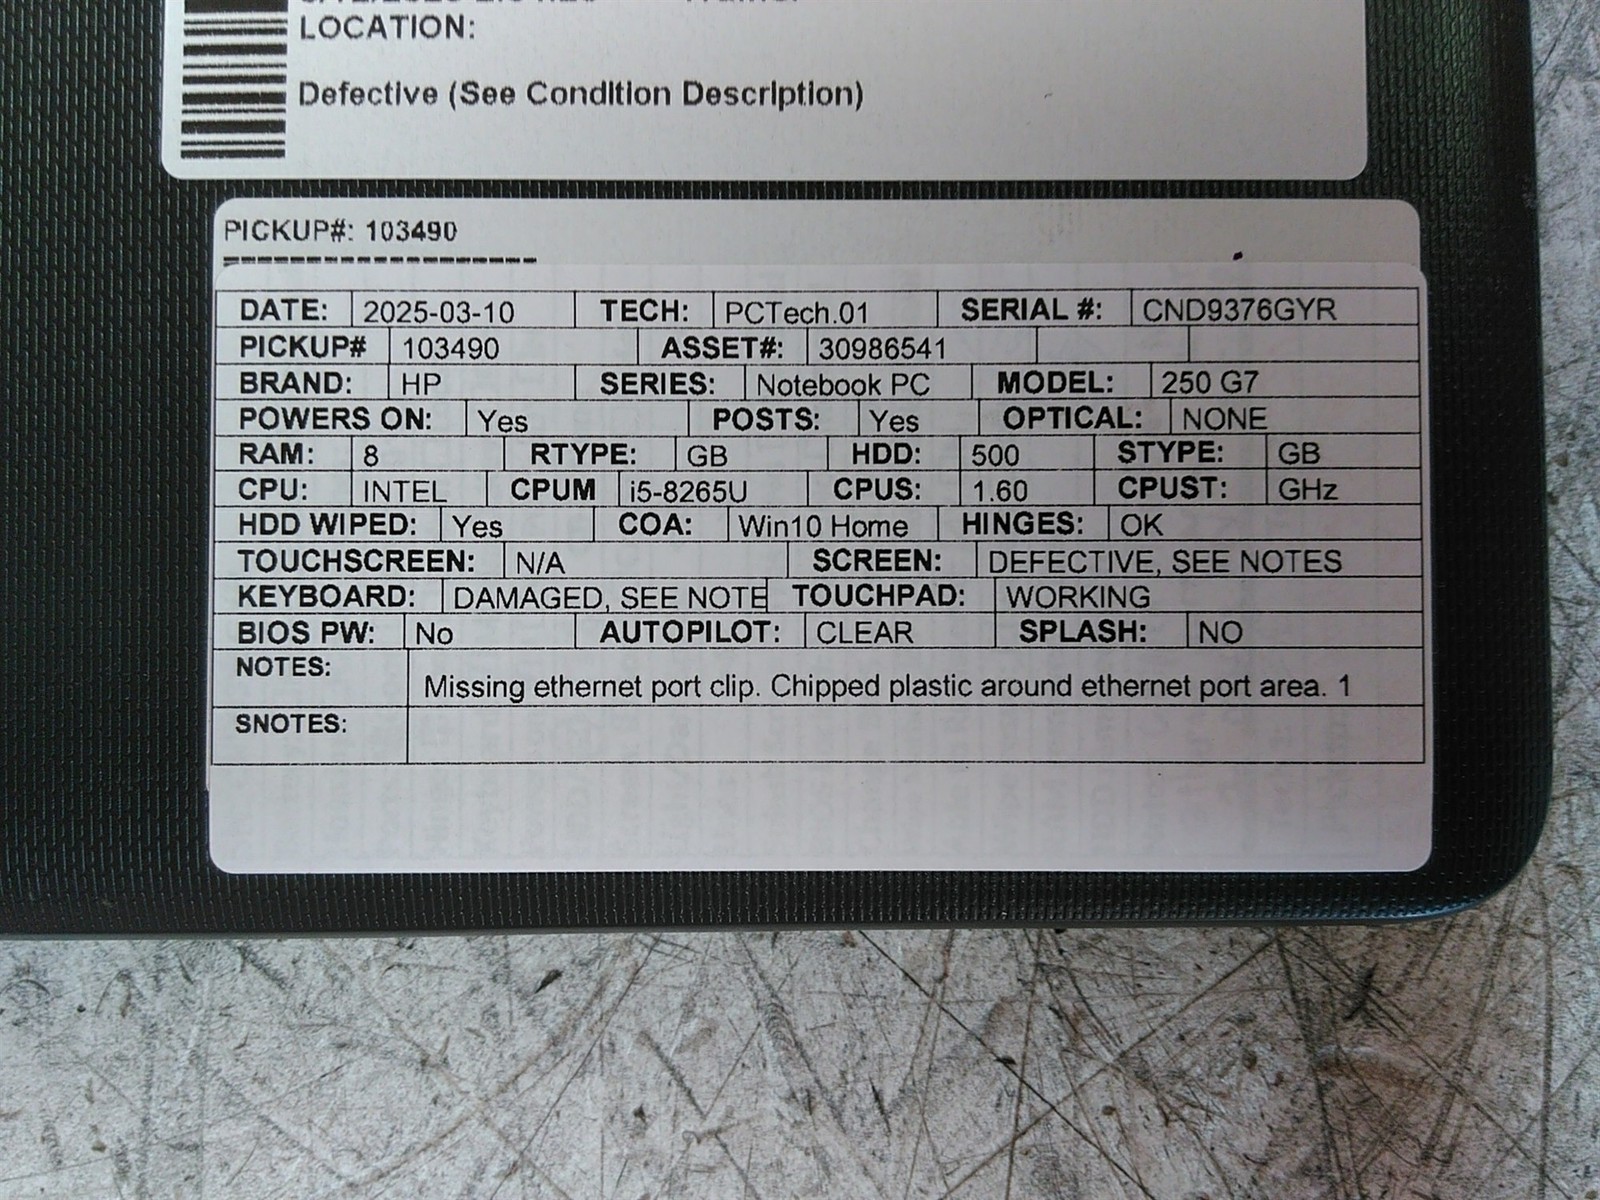 LOCATION:
Defective (See Condition Description)
PICKUP#: 103490
DATE: 2025-03-10 TECH: PCTech.01 SERIAL #: CND9376GYR
PICKUP# 103490 ASSET#: 30986541
BRAND: HP SERIES: Notebook PC MODEL: 250 G7
POWERS ON: Yes POSTS: Yes OPTICAL: NONE
RAM: 8 RTYPE: GB HDD: 500 STYPE: GB
CPU: INTEL CPUM i5-8265U CPUS: 1.60 CPUST: GHz
HDD WIPED: Yes COA: Win10 Home HINGES: OK
TOUCHSCREEN: N/A SCREEN: DEFECTIVE, SEE NOTES
KEYBOARD: DAMAGED, SEE NOTE TOUCHPAD: WORKING
BIOS PW: No AUTOPILOT: CLEAR SPLASH: NO
NOTES: Missing ethernet port clip. Chipped plastic around ethernet port area. 1
SNOTES: